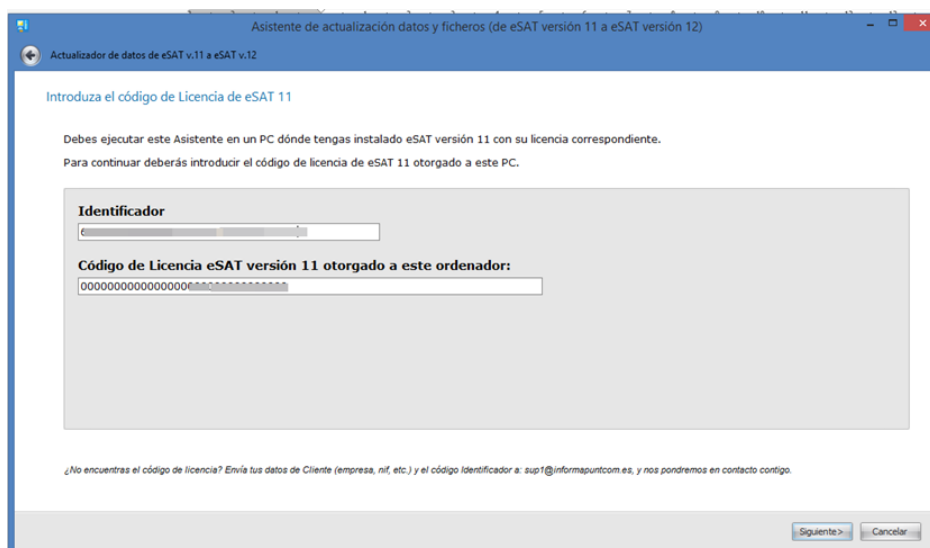 Asistente de actualización datos y ficheros (de eSAT versión 11 a eSAT versión 12)
Actualizador de datos de eSAT v.11 a eSAT v.12
Introduza el código de Licencia de eSAT 11
Debes ejecutar este Asistente en un PC dónde tengas instalado eSAT versión 11 con su licencia correspondiente.
Para continuar deberás introducir el código de licencia de eSAT 11 otorgado a este PC.
Identificador
Código de Licencia eSAT versión 11 otorgado a este ordenador:
¿No encuentras el código de licencia? Envía tus datos de Cliente (empresa, nif, etc.) y el código Identificador a: sup1@informapuntcom.es, y nos pondremos en contacto contigo.
Siguiente>
Cancelar